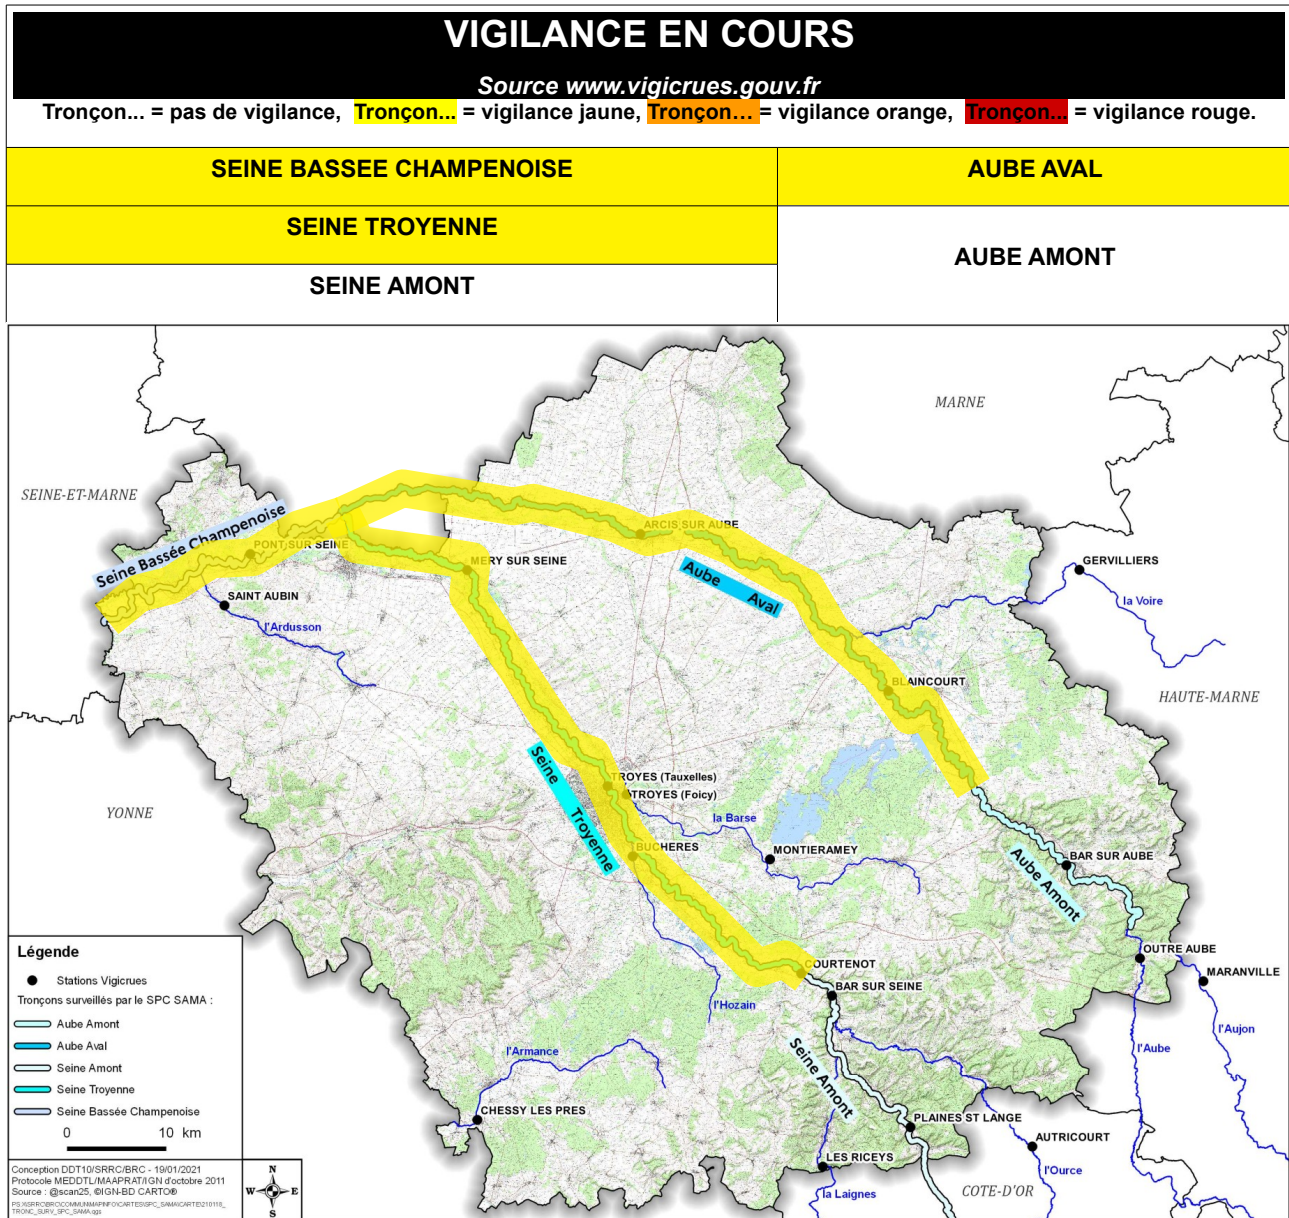 VIGILANCE EN COURS
Source www.vigicrues.gouv.fr
Tronçon... = pas de vigilance, Tronçon... = vigilance jaune, Tronçon... = vigilance orange, Tronçon... = vigilance rouge.
SEINE BASSEE CHAMPENOISE
AUBE AVAL
SEINE TROYENNE
AUBE AMONT
SEINE AMONT
MARNE
SEINE-ET-MARNE
Seine Bassée Champenoise
PONT SUR SEINE
ARCIS SUR AUBE
MERY SUR SEINE
Aube Aval
GERVILLIERS
SAINT AUBIN
la Voire
l'Ardusson
BLAINCOURT
HAUTE-MARNE
Seine Troyenne
TROYES (Tauxelles)
TROYES (Foicy)
YONNE
la Barse
BUCHERES
MONTIERAMEY
BAR SUR AUBE
Aube Amont
OUTRE AUBE
COURTENOT
MARANVILLE
BAR SUR SEINE
l'Hozain
l'Aujon
l'Aube
l'Armance
Seine Amont
CHESSY LES PRES
PLAINES ST LANGE
AUTRICOURT
LES RICEYS
l'Ource
la Laignes
COTE-D'OR
Légende
Stations Vigicrues
Tronçons surveillés par le SPC SAMA :
Aube Amont
Aube Aval
Seine Amont
Seine Troyenne
Seine Bassée Champenoise
0 10 km
Conception DDT10/SRRC/BRC - 19/01/2021
Protocole MEDDTL/MAAPRAT/IGN d'octobre 2011
Source : @scan25, ©IGN-BD CARTO®
N
W E
S